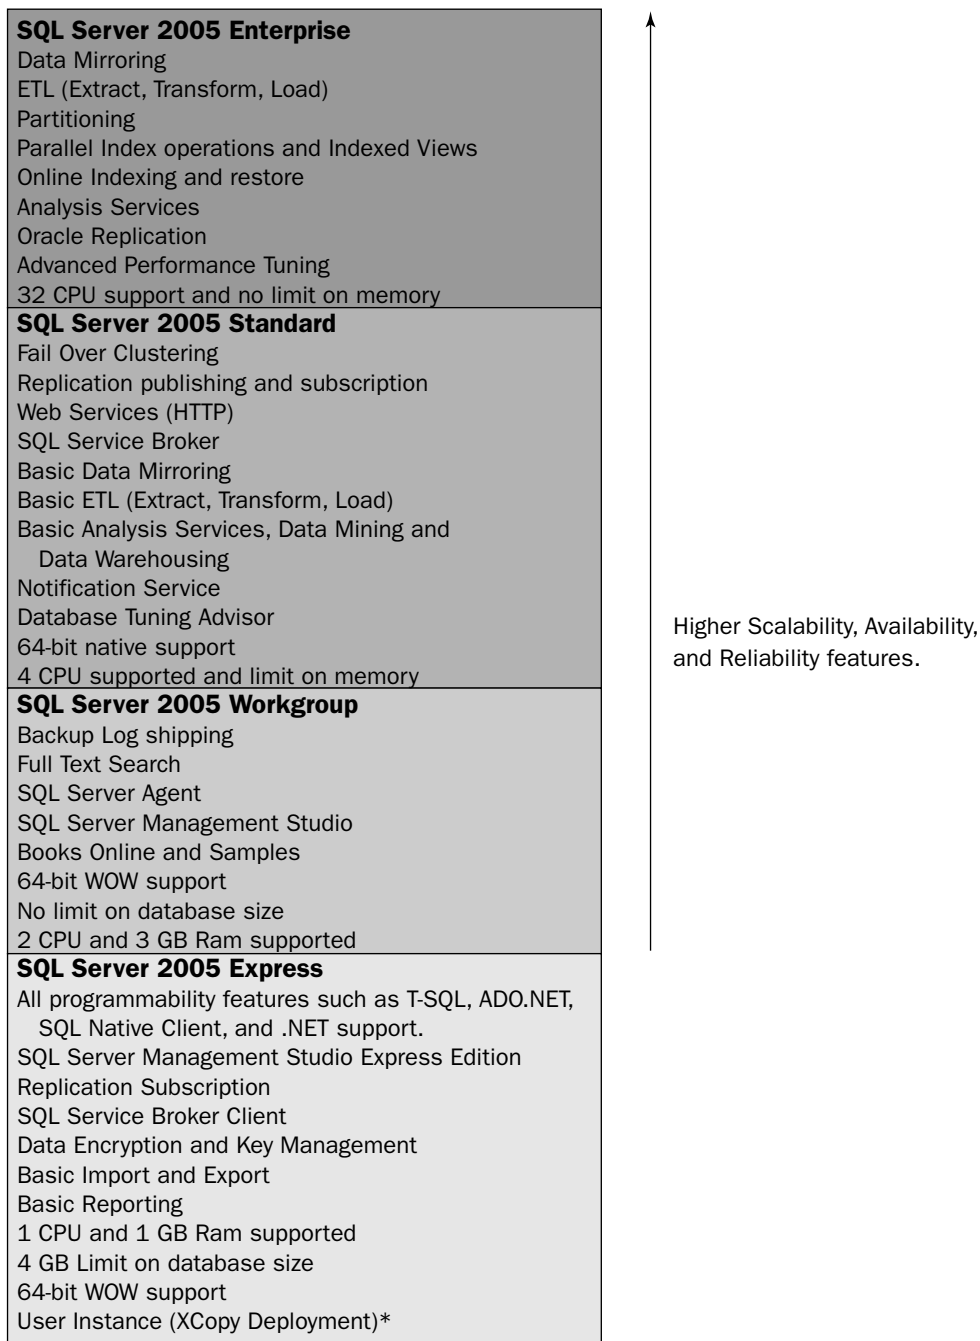 SQL Server 2005 Enterprise
Data Mirroring
ETL (Extract, Transform, Load)
Partitioning
Parallel Index operations and Indexed Views
Online Indexing and restore
Analysis Services
Oracle Replication
Advanced Performance Tuning
32 CPU support and no limit on memory
SQL Server 2005 Standard
Fail Over Clustering
Replication publishing and subscription
Web Services (HTTP)
SQL Service Broker
Basic Data Mirroring
Basic ETL (Extract, Transform, Load)
Basic Analysis Services, Data Mining and
Data Warehousing
Notification Service
Database Tuning Advisor
64-bit native support
4 CPU supported and limit on memory
SQL Server 2005 Workgroup
Backup Log shipping
Full Text Search
SQL Server Agent
SQL Server Management Studio
Books Online and Samples
64-bit WOW support
No limit on database size
2 CPU and 3 GB Ram supported
SQL Server 2005 Express
All programmability features such as T-SQL, ADO.NET,
SQL Native Client, and .NET support.
SQL Server Management Studio Express Edition
Replication Subscription
SQL Service Broker Client
Data Encryption and Key Management
Basic Import and Export
Basic Reporting
1 CPU and 1 GB Ram supported
4 GB Limit on database size
64-bit WOW support
User Instance (XCopy Deployment)*
Higher Scalability, Availability,
and Reliability features.